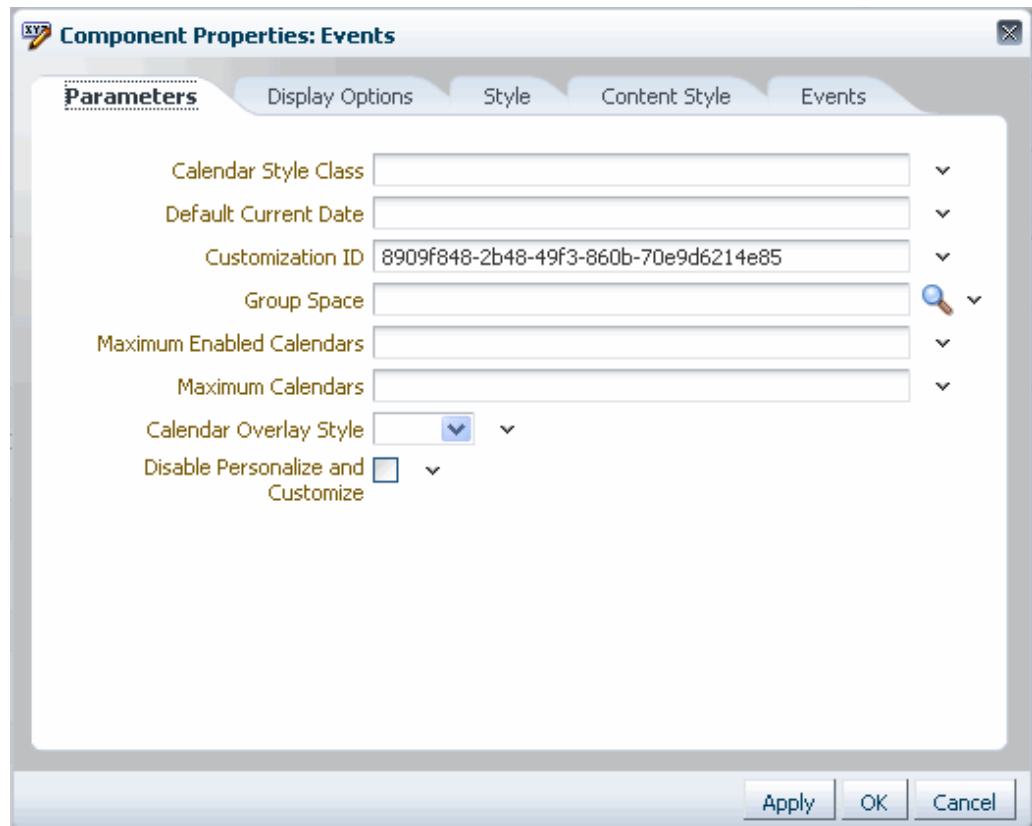 Component Properties: Events
Parameters Display Options Style Content Style Events
Calendar Style Class
Default Current Date
Customization ID 8909f848-2b48-49f3-860b-70e9d6214e85
Group Space
Maximum Enabled Calendars
Maximum Calendars
Calendar Overlay Style
Disable Personalize and
Customize
Apply OK Cancel